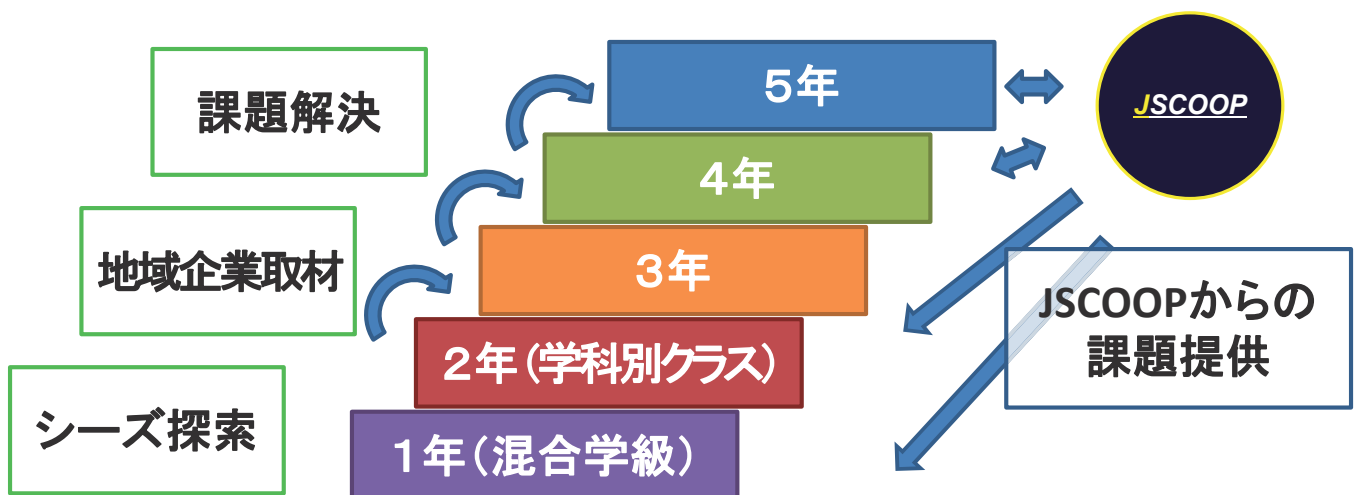 課題解決
地域企業取材
シーズ探索
５年
４年
３年
２年（学科別クラス）
１年（混合学級）
JSCOOP
JSCOOPからの
課題提供